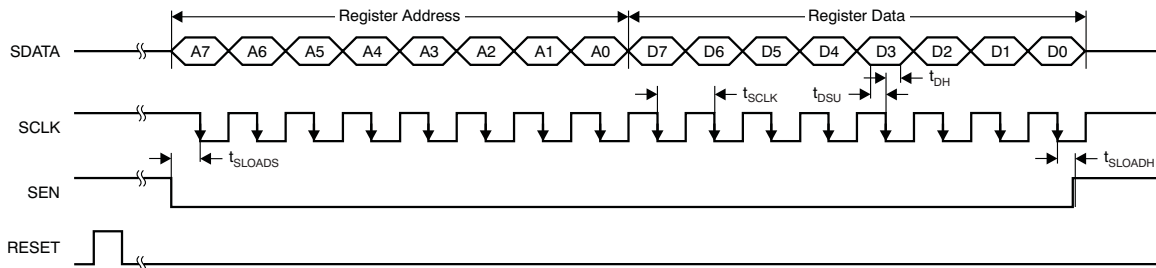 Register Address Register Data
SDATA A7 A6 A5 A4 A3 A2 A1 A0 D7 D6 D5 D4 D3 D2 D1 D0
tSCLK tDSU tDH
SCLK
tSLOADS tSLOADH
SEN
RESET